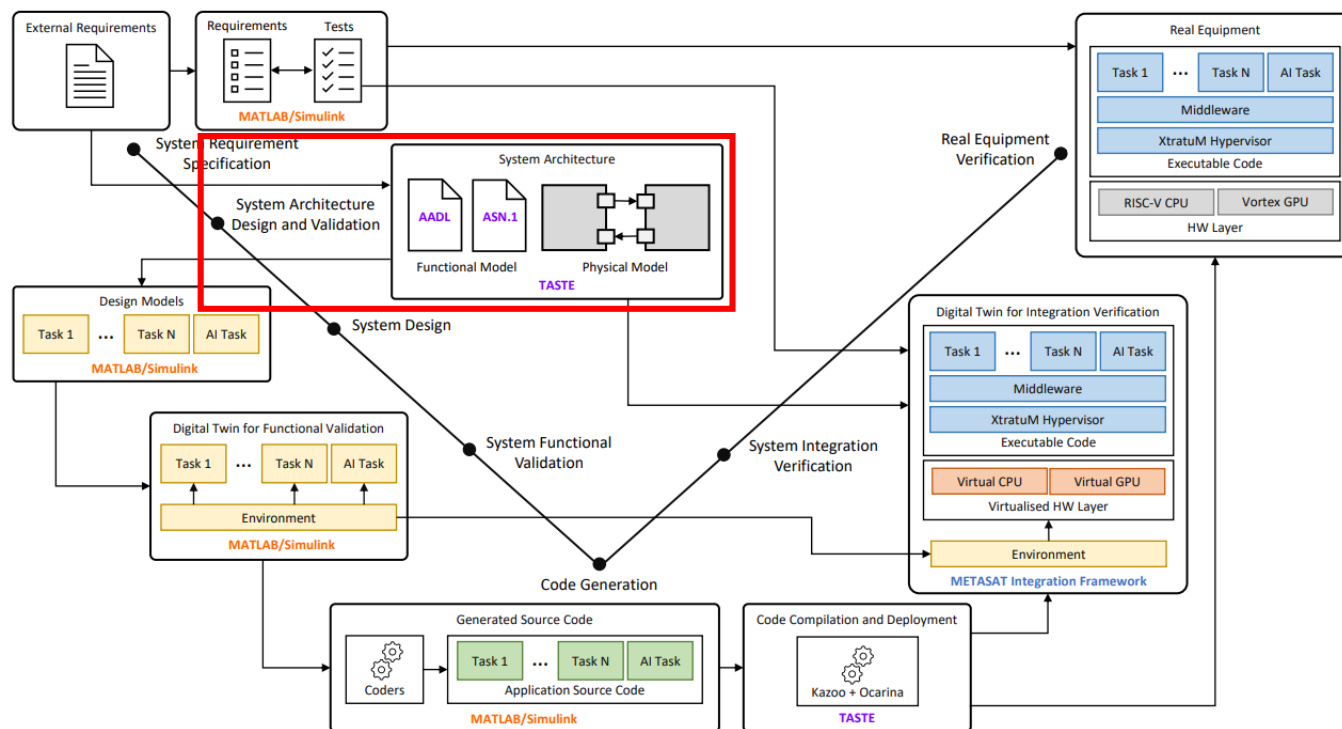 External Requirements
Requirements
Tests
MATLAB/Simulink
Real Equipment
Task 1
...
Task N
AI Task
Middleware
XtratuM Hypervisor
Executable Code
RISC-V CPU
Vortex GPU
HW Layer
System Requirement
Specification
System Architecture
AADL
ASN.1
Functional Model
Physical Model
TASTE
Real Equipment
Verification
System Architecture
Design and Validation
Design Models
Task 1
...
Task N
AI Task
MATLAB/Simulink
System Design
Digital Twin for Integration Verification
Task 1
...
Task N
AI Task
Middleware
XtratuM Hypervisor
Executable Code
Virtual CPU
Virtual GPU
Virtualised HW Layer
Environment
METASAT Integration Framework
Digital Twin for Functional Validation
Task 1
...
Task N
AI Task
Environment
MATLAB/Simulink
System Functional
Validation
System Integration
Verification
Code Generation
Generated Source Code
Coders
Task 1
...
Task N
AI Task
Application Source Code
MATLAB/Simulink
Code Compilation and Deployment
Kazoo + Ocarina
TASTE